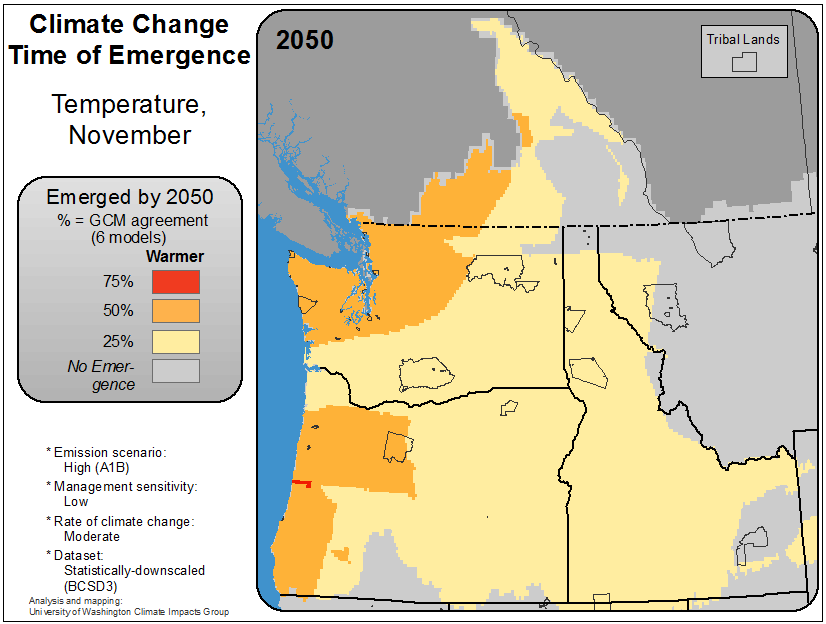 Climate Change
Time of Emergence
Temperature,
November
Emerged by 2050
% = GCM agreement
(6 models)
Warmer
75%
50%
25%
No Emer-
gence
* Emission scenario:
High (A1B)
* Management sensitivity:
Low
* Rate of climate change:
Moderate
* Dataset:
Statistically-downscaled
(BCSD3)
Analysis and mapping:
University of Washington Climate Impacts Group
2050
Tribal Lands